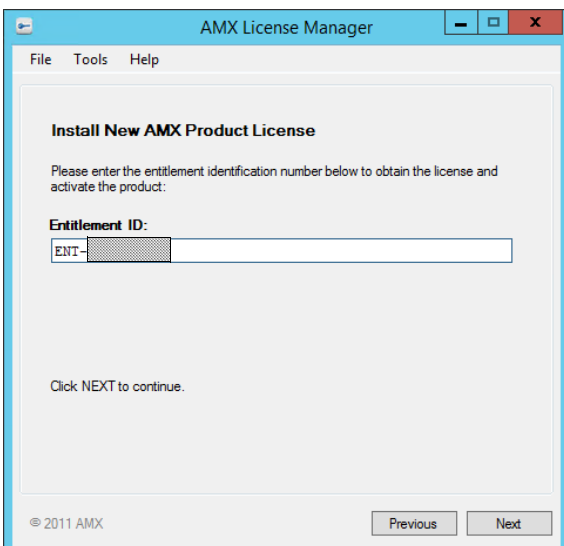 AMX License Manager
File Tools Help
Install New AMX Product License
Please enter the entitlement identification number below to obtain the license and
activate the product:
Entitlement ID:
ENT-
Click NEXT to continue.
© 2011 AMX
Previous Next